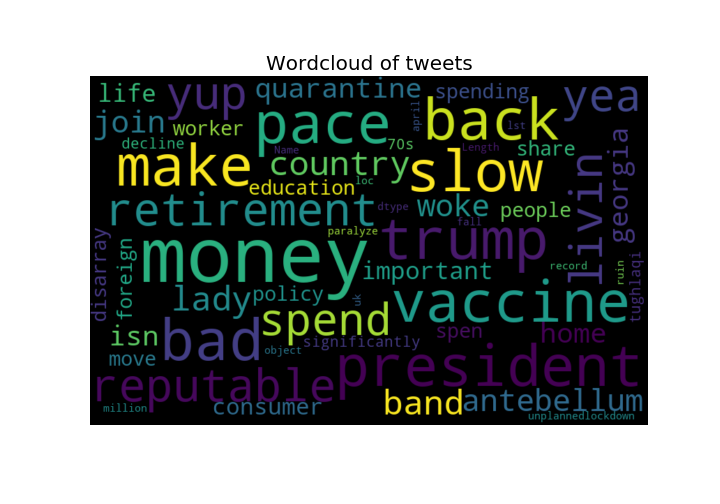 Wordcloud of tweets
life yup quarantine spending yea
join worker pace back april 1st
decline 70s Name Length share
make country slow livin georgia
education loc
retirement dtype woke people
money paralyze trump fall
disarray foreign important record ruin tughlaqi
lady policy uk vaccine
isn bad spend spen home
move object significantly
reputable president
million consumer band antebellum
unplannedlockdown